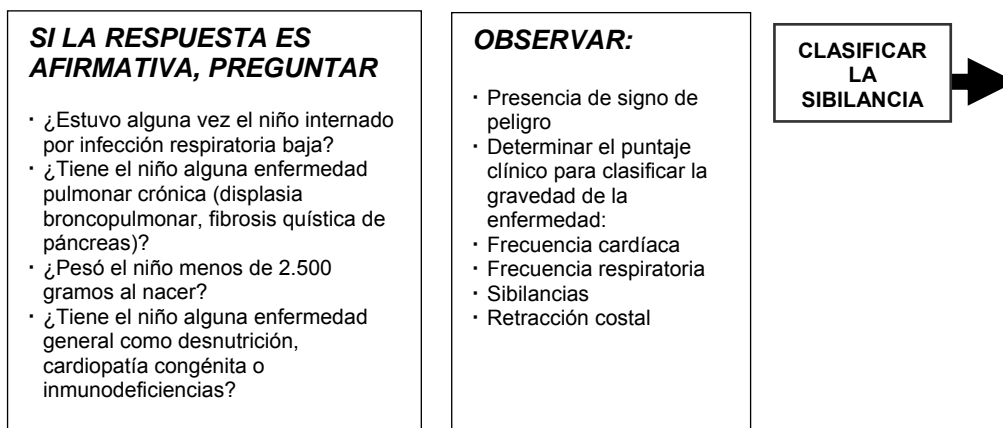 SI LA RESPUESTA ES
AFIRMATIVA, PREGUNTAR
· ¿Estuvo alguna vez el niño internado
por infección respiratoria baja?
· ¿Tiene el niño alguna enfermedad
pulmonar crónica (displasia
broncopulmonar, fibrosis quística de
páncreas)?
· ¿Pesó el niño menos de 2.500
gramos al nacer?
· ¿Tiene el niño alguna enfermedad
general como desnutrición,
cardiopatía congénita o
inmunodeficiencias?
OBSERVAR:
· Presencia de signo de
peligro
· Determinar el puntaje
clínico para clasificar la
gravedad de la
enfermedad:
· Frecuencia cardíaca
· Frecuencia respiratoria
· Sibilancias
· Retracción costal
CLASIFICAR
LA
SIBILANCIA